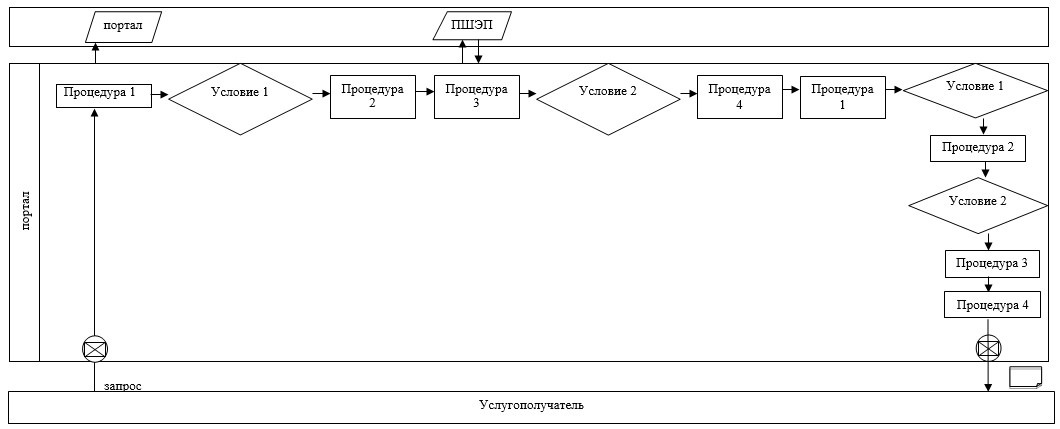 портал
ПШЭП
Процедура 1
Условие 1
Процедура
2
Процедура
3
Условие 2
Процедура
4
Процедура
1
Условие 1
Процедура 2
Условие 2
Процедура 3
Процедура 4
портал
запрос
Услугополучатель